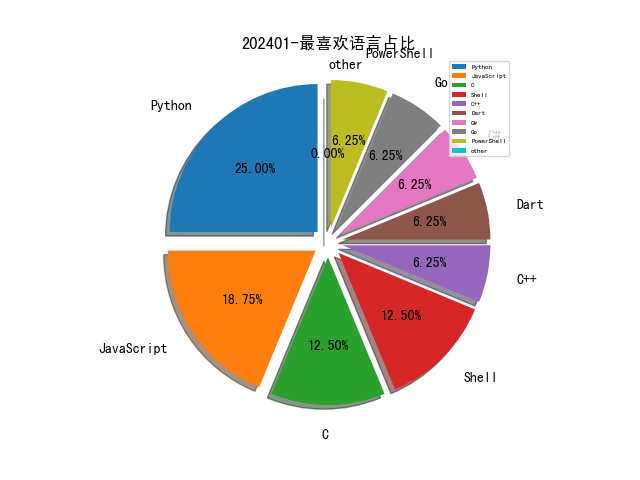 202401-最喜欢语言占比
Python
JavaScript
C
Shell
C++
Dart
C#
Go
PowerShell
other
25.00%
18.75%
12.50%
12.50%
6.25%
6.25%
6.25%
6.25%
6.25%
0.00%
Python
JavaScript
C
Shell
C++
Dart
C#
Go
PowerShell
other